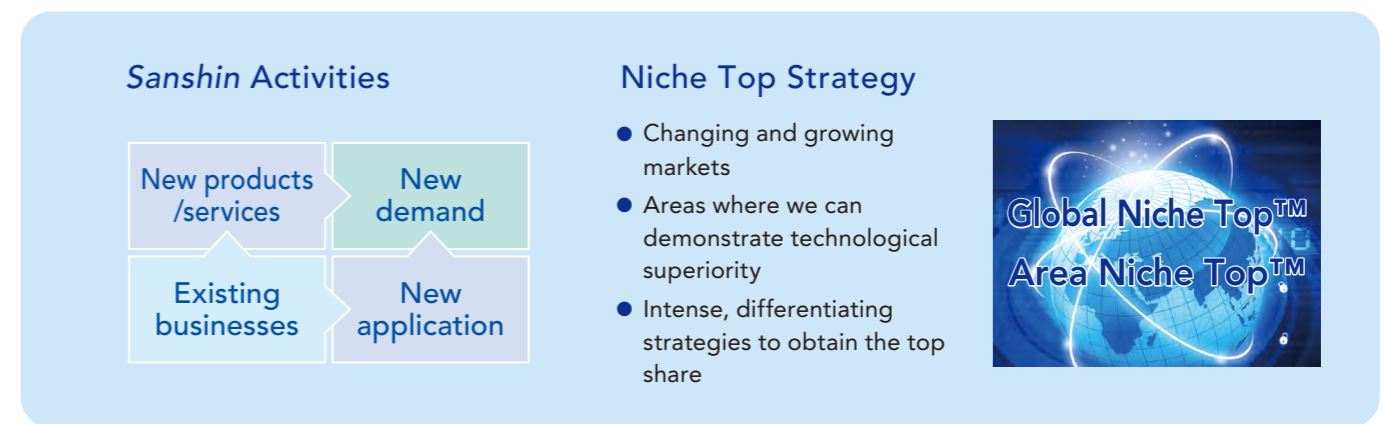 Sanshin Activities
New products
/services
New
demand
Existing
businesses
New
application
Niche Top Strategy
● Changing and growing
markets
● Areas where we can
demonstrate technological
superiority
● Intense, differentiating
strategies to obtain the top
share
Global Niche Top™
Area Niche Top™